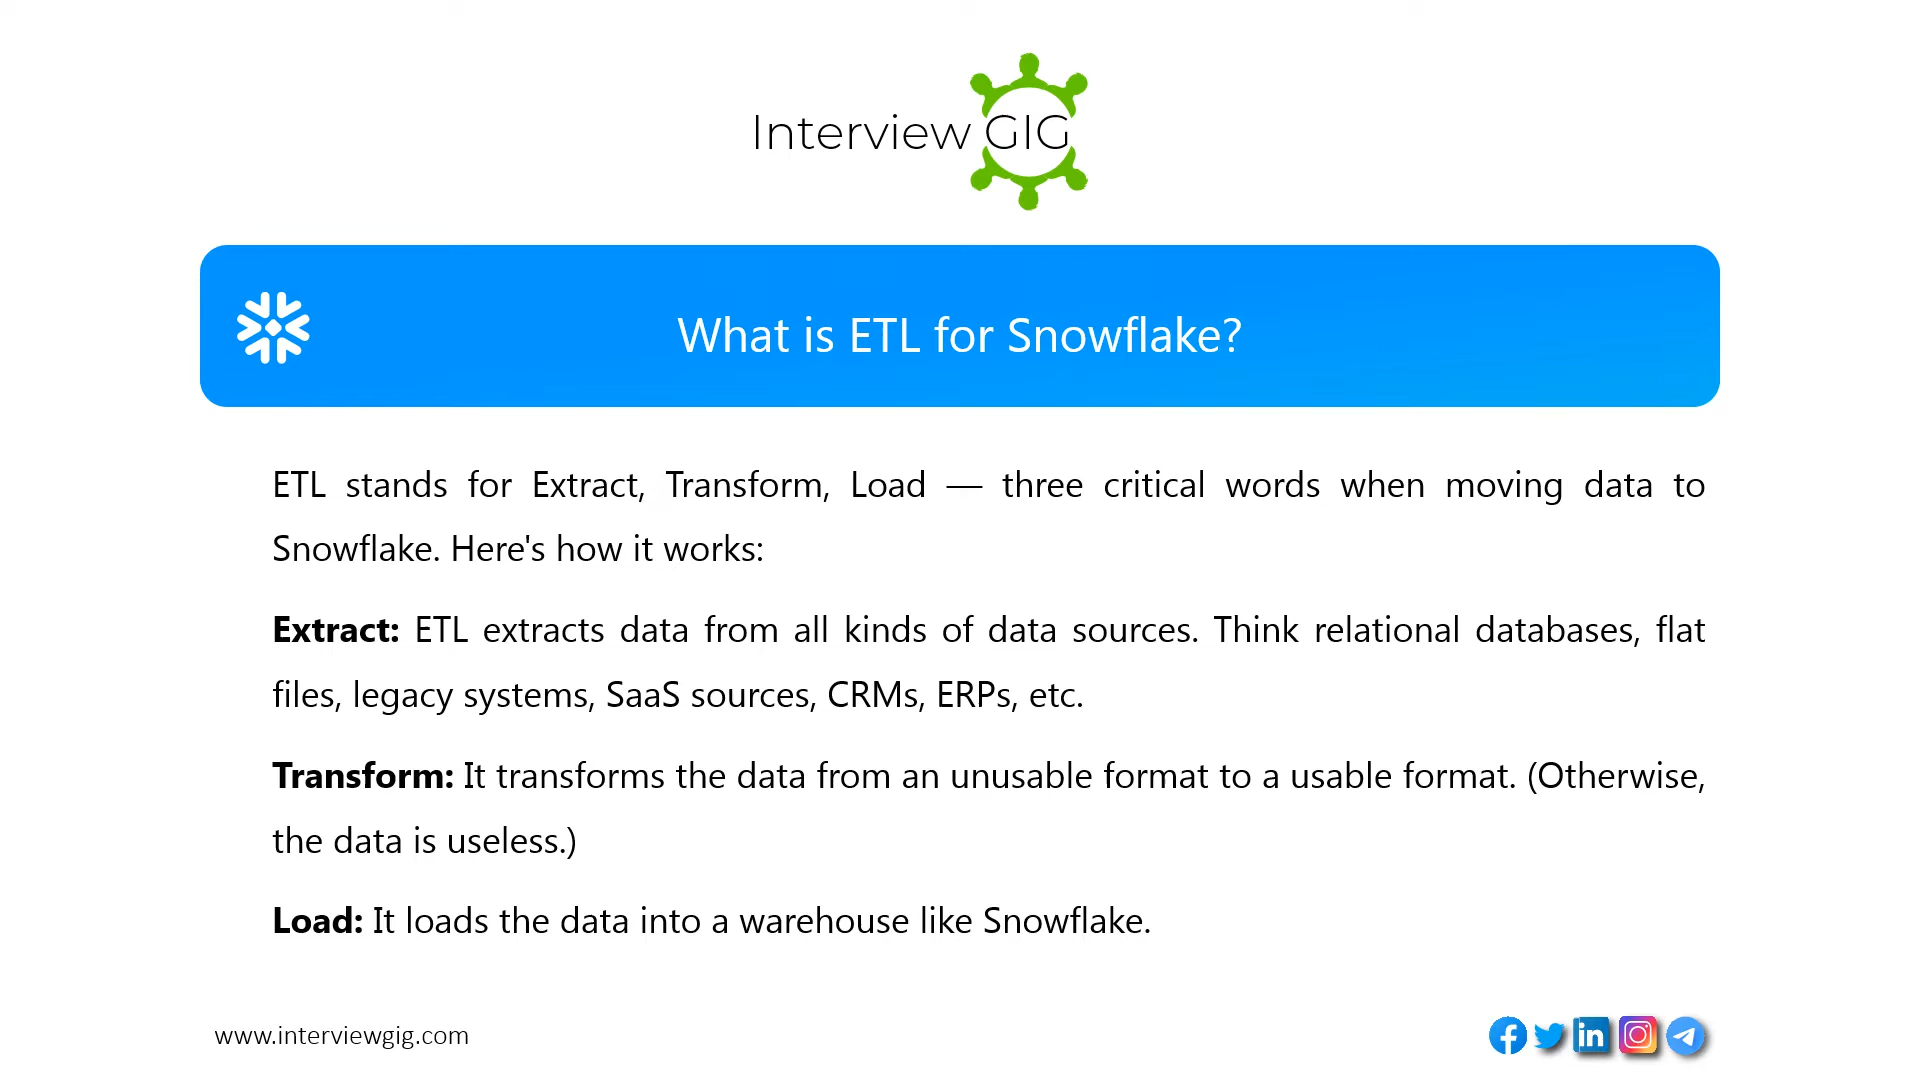 Interview GIG
What is ETL for Snowflake?
ETL stands for Extract, Transform, Load — three critical words when moving data to
Snowflake. Here's how it works:
Extract: ETL extracts data from all kinds of data sources. Think relational databases, flat
files, legacy systems, SaaS sources, CRMs, ERPs, etc.
Transform: It transforms the data from an unusable format to a usable format. (Otherwise,
the data is useless.)
Load: It loads the data into a warehouse like Snowflake.
www.interviewgig.com
in